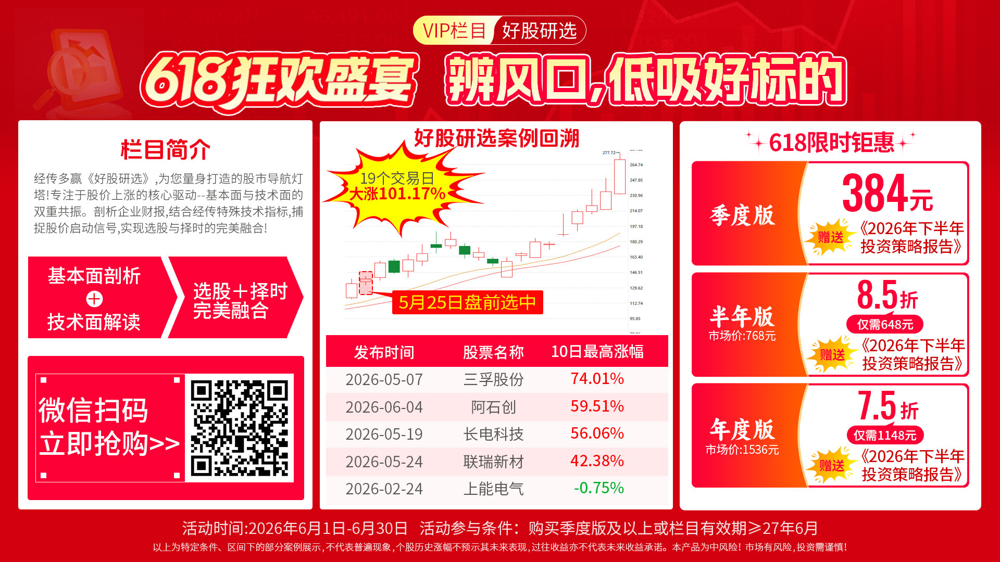 VIP栏目 好股研选
618狂欢盛宴 辨风口,低吸好标的
栏目简介
经传多赢《好股研选》,为您量身打造的股市导航灯
塔!专注于股价上涨的核心驱动--基本面与技术面的
双重共振。剖析企业财报,结合经传特殊技术指标,捕
捉股价启动信号,实现选股与择时的完美融合!
基本面剖析
技术面解读
选股＋择时
完美融合
微信扫码
立即抢购>>
好股研选案例回溯
19个交易日
大涨101.17%
277.72
264.74
247.85
230.96
214.07
197.18
180.29
163.40
146.51
129.62
112.74
95.85
5月25日盘前选中
发布时间 股票名称 10日最高涨幅
2026-05-07 三孚股份 74.01%
2026-06-04 阿石创 59.51%
2026-05-19 长电科技 56.06%
2026-05-24 联瑞新材 42.38%
2026-02-24 上能电气 -0.75%
618限时钜惠
季度版
384元
赠送
《2026年下半年
投资策略报告》
半年版
市场价:768元
8.5折
仅需648元
赠送
《2026年下半年
投资策略报告》
年度版
市场价:1536元
7.5折
仅需1148元
赠送
《2026年下半年
投资策略报告》
活动时间:2026年6月1日-6月30日 活动参与条件：购买季度版及以上或栏目有效期≥27年6月
以上为特定条件、区间下的部分案例展示,不代表普遍现象,个股历史涨幅不预示其未来表现,过往收益亦不代表未来收益承诺。本产品为中风险! 市场有风险,投资需谨慎!